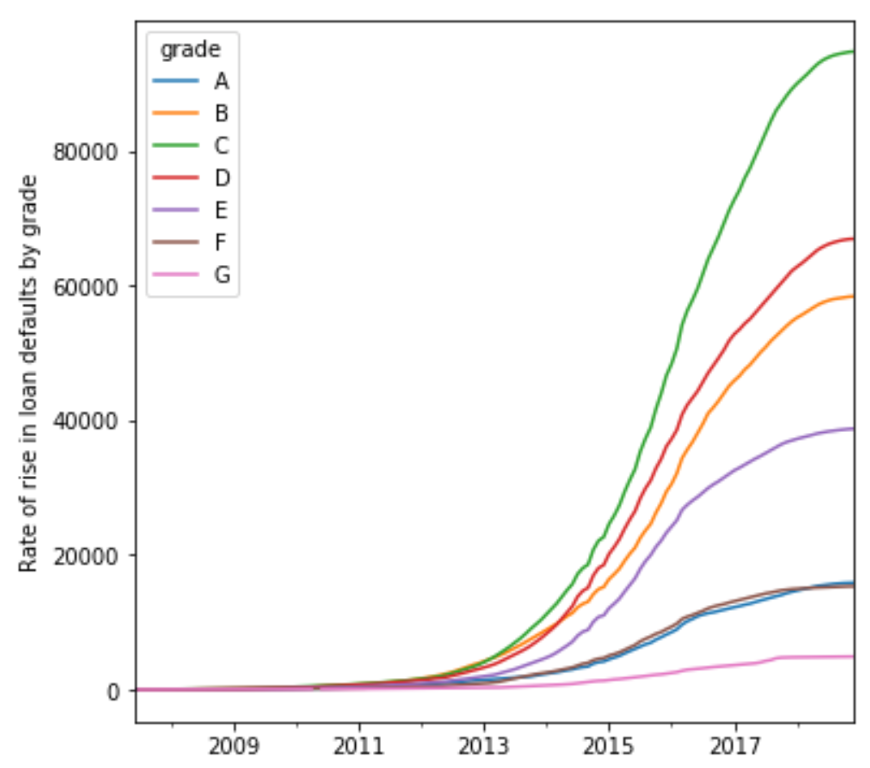 grade
A
B
C
D
E
F
G
Rate of rise in loan defaults by grade
80000
60000
40000
20000
0
2009 2011 2013 2015 2017